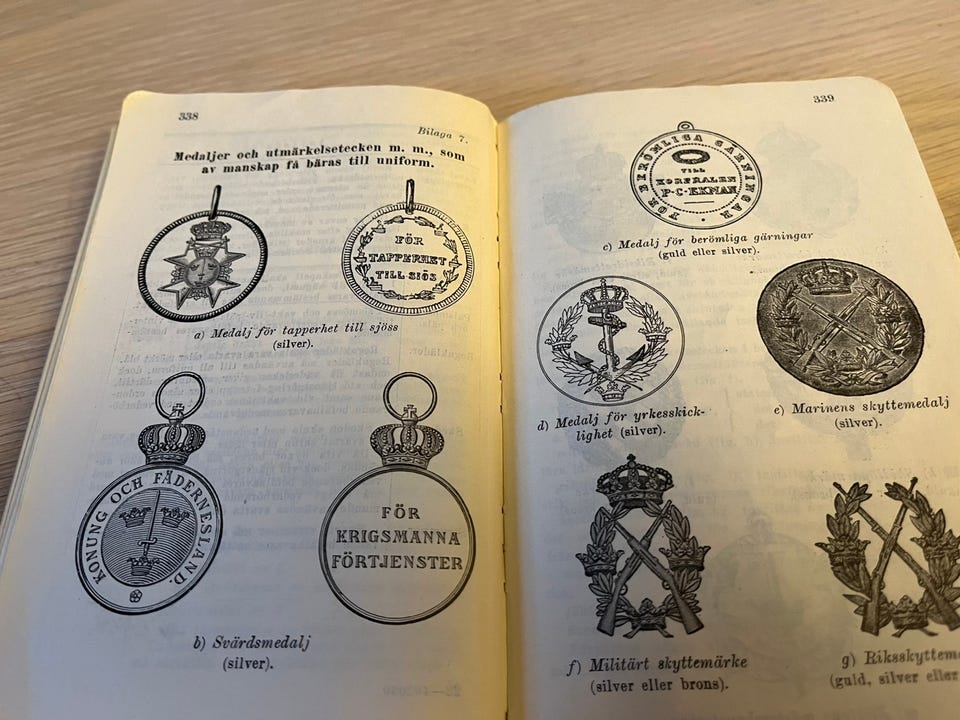 338
Bilaga 7.
Medaljer och utmärkelsetecken m. m., som
av manskap få bäras till uniform.
FÖR
TAPPERHET
TILL SJÖS
a) Medalj för tapperhet till sjöss
(silver).
KONUNG OCH FÄDERNESLAND
FÖR
KRIGSMANNA
FÖRTJENSTER
b) Svärdsmedalj
(silver).
339
FÖR BERÖMLIGA GÄRNINGAR
TILL
KORPRALEN
P·C·EKMAN
c) Medalj för berömliga gärningar
(guld eller silver).
d) Medalj för yrkesskick-
lighet (silver).
e) Marinens skyttemedalj
(silver).
f) Militärt skyttemärke
(silver eller brons).
g) Riksskyttem
(guld, silver eller